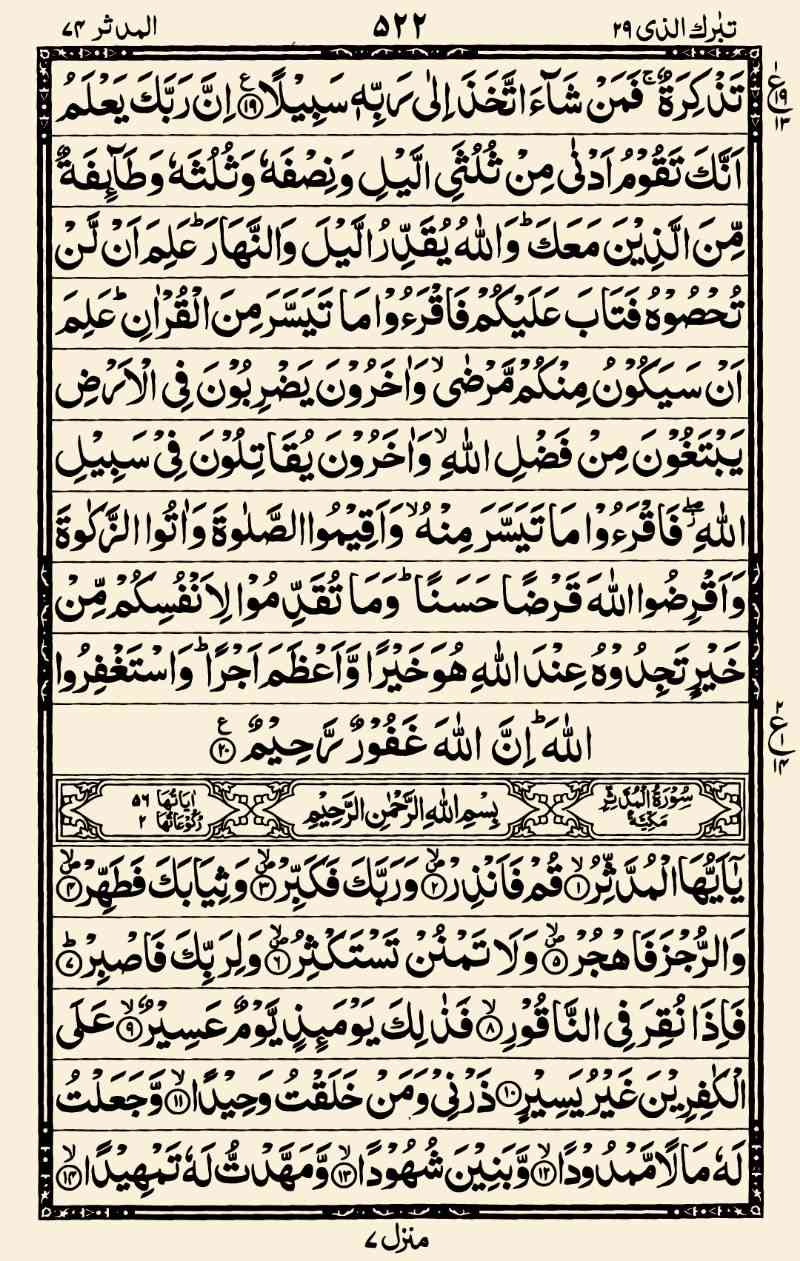 تبٰرك الذى ٢٩ ٥٢٢ المدثر ٧٤
تَذْكِرَةٌ ۚ فَمَنْ شَآءَ اتَّخَذَ اِلٰى رَبِّهٖ سَبِيْلًا ﴿١٩﴾ اِنَّ رَبَّكَ يَعْلَمُ
ع ١٩ ١٣
اَنَّكَ تَقُوْمُ اَدْنٰى مِنْ ثُلُثَىِ الَّيْلِ وَنِصْفَهٗ وَثُلُثَهٗ وَطَآئِفَةٌ
مِّنَ الَّذِيْنَ مَعَكَ ؕ وَاللّٰهُ يُقَدِّرُ الَّيْلَ وَالنَّهَارَ ؕ عَلِمَ اَنْ لَّنْ
تُحْصُوْهُ فَتَابَ عَلَيْكُمْ فَاقْرَءُوْا مَا تَيَسَّرَ مِنَ الْقُرْاٰنِ ؕ عَلِمَ
اَنْ سَيَكُوْنُ مِنْكُمْ مَّرْضٰى ۙ وَاٰخَرُوْنَ يَضْرِبُوْنَ فِى الْاَرْضِ
يَبْتَغُوْنَ مِنْ فَضْلِ اللّٰهِ ۙ وَاٰخَرُوْنَ يُقَاتِلُوْنَ فِىْ سَبِيْلِ
اللّٰهِ ۖ فَاقْرَءُوْا مَا تَيَسَّرَ مِنْهُ ۙ وَاَقِيْمُوا الصَّلٰوةَ وَاٰتُوا الزَّكٰوةَ
وَاَقْرِضُوا اللّٰهَ قَرْضًا حَسَنًا ؕ وَمَا تُقَدِّمُوْا لِاَنْفُسِكُمْ مِّنْ
خَيْرٍ تَجِدُوْهُ عِنْدَ اللّٰهِ هُوَ خَيْرًا وَّاَعْظَمَ اَجْرًا ؕ وَاسْتَغْفِرُوا
اللّٰهَ ؕ اِنَّ اللّٰهَ غَفُوْرٌ رَّحِيْمٌ ﴿٢٠﴾
٢ ع ١ ١٤
سُوْرَةُ الْمُدَّثِّرِ مَكِّيَّةٌ بِسْمِ اللّٰهِ الرَّحْمٰنِ الرَّحِيْمِ اٰيَاتُهَا ٥٦ رُكُوْعَاتُهَا ٢
يٰٓاَيُّهَا الْمُدَّثِّرُ ۙ﴿١﴾ قُمْ فَاَنْذِرْ ۙ﴿٢﴾ وَرَبَّكَ فَكَبِّرْ ۙ﴿٣﴾ وَثِيَابَكَ فَطَهِّرْ ۙ﴿٤﴾
وَالرُّجْزَ فَاهْجُرْ ۙ﴿٥﴾ وَلَا تَمْنُنْ تَسْتَكْثِرُ ۙ﴿٦﴾ وَلِرَبِّكَ فَاصْبِرْ ؕ﴿٧﴾
فَاِذَا نُقِرَ فِى النَّاقُوْرِ ۙ﴿٨﴾ فَذٰلِكَ يَوْمَئِذٍ يَّوْمٌ عَسِيْرٌ ۙ﴿٩﴾ عَلَى
الْكٰفِرِيْنَ غَيْرُ يَسِيْرٍ ﴿١٠﴾ ذَرْنِىْ وَمَنْ خَلَقْتُ وَحِيْدًا ۙ﴿١١﴾ وَّجَعَلْتُ
لَهٗ مَالًا مَّمْدُوْدًا ۙ﴿١٢﴾ وَّبَنِيْنَ شُهُوْدًا ۙ﴿١٣﴾ وَّمَهَّدْتُّ لَهٗ تَمْهِيْدًا ۙ﴿١٤﴾
منزل ٧